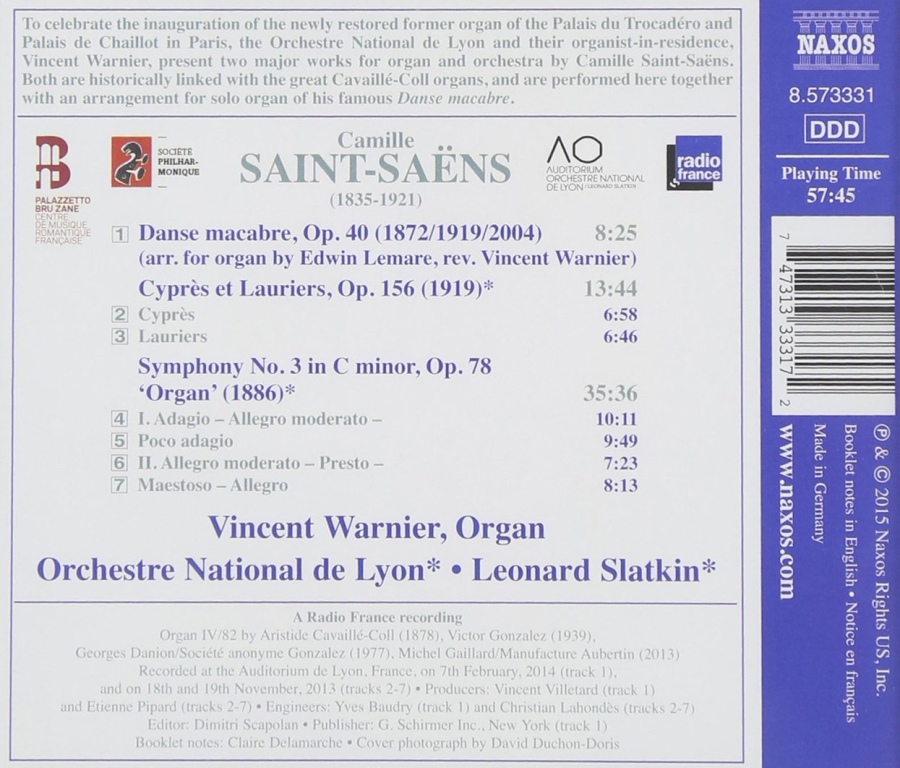 To celebrate the inauguration of the newly restored former organ of the Palais du Trocadéro and
Palais de Chaillot in Paris, the Orchestre National de Lyon and their organist-in-residence,
Vincent Warnier, present two major works for organ and orchestra by Camille Saint-Saëns.
Both are historically linked with the great Cavaillé-Coll organs, and are performed here together
with an arrangement for solo organ of his famous Danse macabre.
PALAZZETTO
BRU ZANE
CENTRE
DE MUSIQUE
ROMANTIQUE
FRANÇAISE
SOCIÉTÉ
PHILHAR-
MONIQUE
Camille
SAINT-SAËNS
(1835-1921)
AO
AUDITORIUM
ORCHESTRE NATIONAL
DE LYON / LEONARD SLATKIN
radio
france
1 Danse macabre, Op. 40 (1872/1919/2004) 8:25
(arr. for organ by Edwin Lemare, rev. Vincent Warnier)
Cyprès et Lauriers, Op. 156 (1919)* 13:44
2 Cyprès 6:58
3 Lauriers 6:46
Symphony No. 3 in C minor, Op. 78
‘Organ’ (1886)* 35:36
4 I. Adagio – Allegro moderato – 10:11
5 Poco adagio 9:49
6 II. Allegro moderato – Presto – 7:23
7 Maestoso – Allegro 8:13
Vincent Warnier, Organ
Orchestre National de Lyon* • Leonard Slatkin*
A Radio France recording
Organ IV/82 by Aristide Cavaillé-Coll (1878), Victor Gonzalez (1939),
Georges Danion/Société anonyme Gonzalez (1977), Michel Gaillard/Manufacture Aubertin (2013)
Recorded at the Auditorium de Lyon, France, on 7th February, 2014 (track 1),
and on 18th and 19th November, 2013 (tracks 2-7) • Producers: Vincent Villetard (track 1)
and Etienne Pipard (tracks 2-7) • Engineers: Yves Baudry (track 1) and Christian Lahondès (tracks 2-7)
Editor: Dimitri Scapolan • Publisher: G. Schirmer Inc., New York (track 1)
Booklet notes: Claire Delamarche • Cover photograph by David Duchon-Doris
NAXOS
8.573331
DDD
Playing Time
57:45
7 47313 33317 2
℗ & © 2015 Naxos Rights US, Inc.
Booklet notes in English • Notice en français
Made in Germany
www.naxos.com